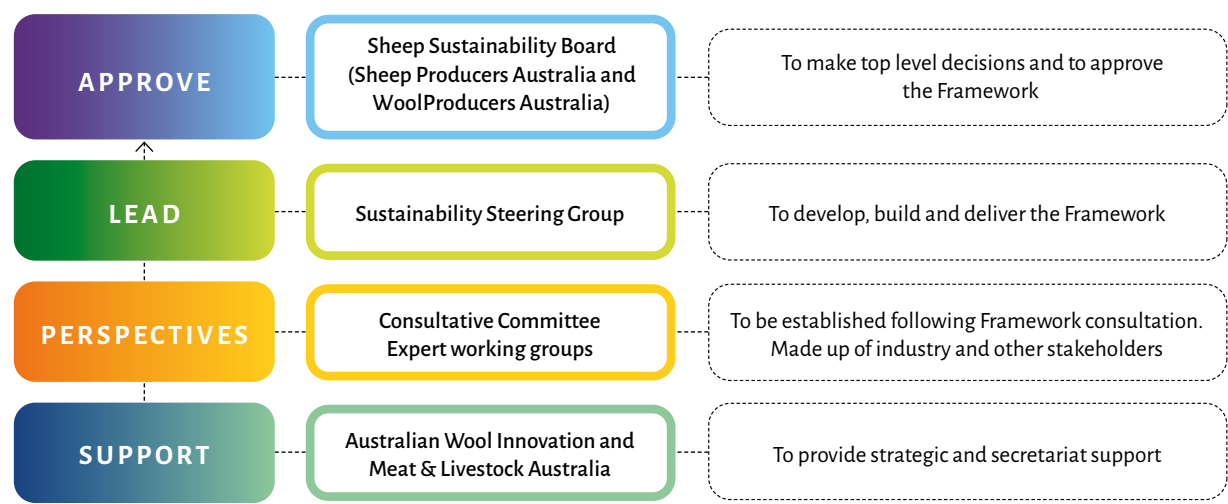 APPROVE
Sheep Sustainability Board
(Sheep Producers Australia and
WoolProducers Australia)
To make top level decisions and to approve
the Framework
LEAD
Sustainability Steering Group
To develop, build and deliver the Framework
PERSPECTIVES
Consultative Committee
Expert working groups
To be established following Framework consultation.
Made up of industry and other stakeholders
SUPPORT
Australian Wool Innovation and
Meat & Livestock Australia
To provide strategic and secretariat support